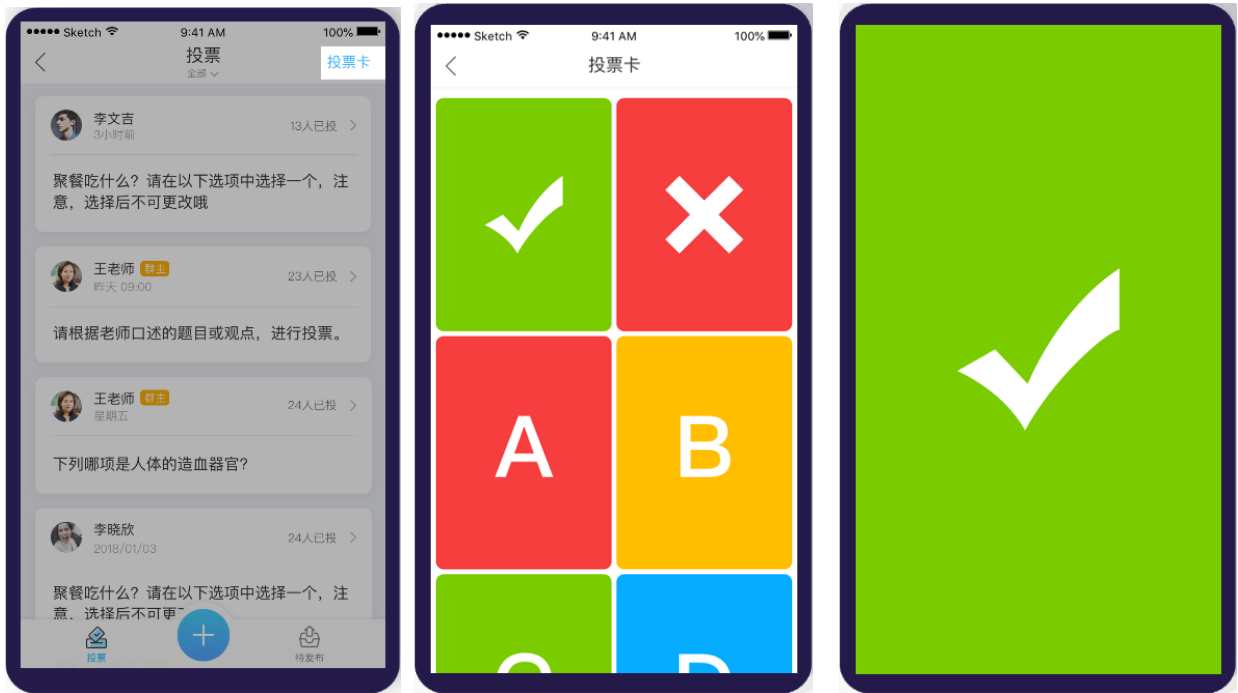 Sketch
9:41 AM
100%
投票
全部
投票卡
李文吉
3小时前
13人已投
聚餐吃什么？请在以下选项中选择一个，注
意，选择后不可更改哦
王老师
群主
昨天 09:00
23人已投
请根据老师口述的题目或观点，进行投票。
王老师
群主
星期五
24人已投
下列哪项是人体的造血器官？
李晓欣
2018/01/03
24人已投
聚餐吃什么？请在以下选项中选择一个，注
意，选择后不可更
投票
待发布
Sketch
9:41 AM
100%
投票卡
A
B
C
D